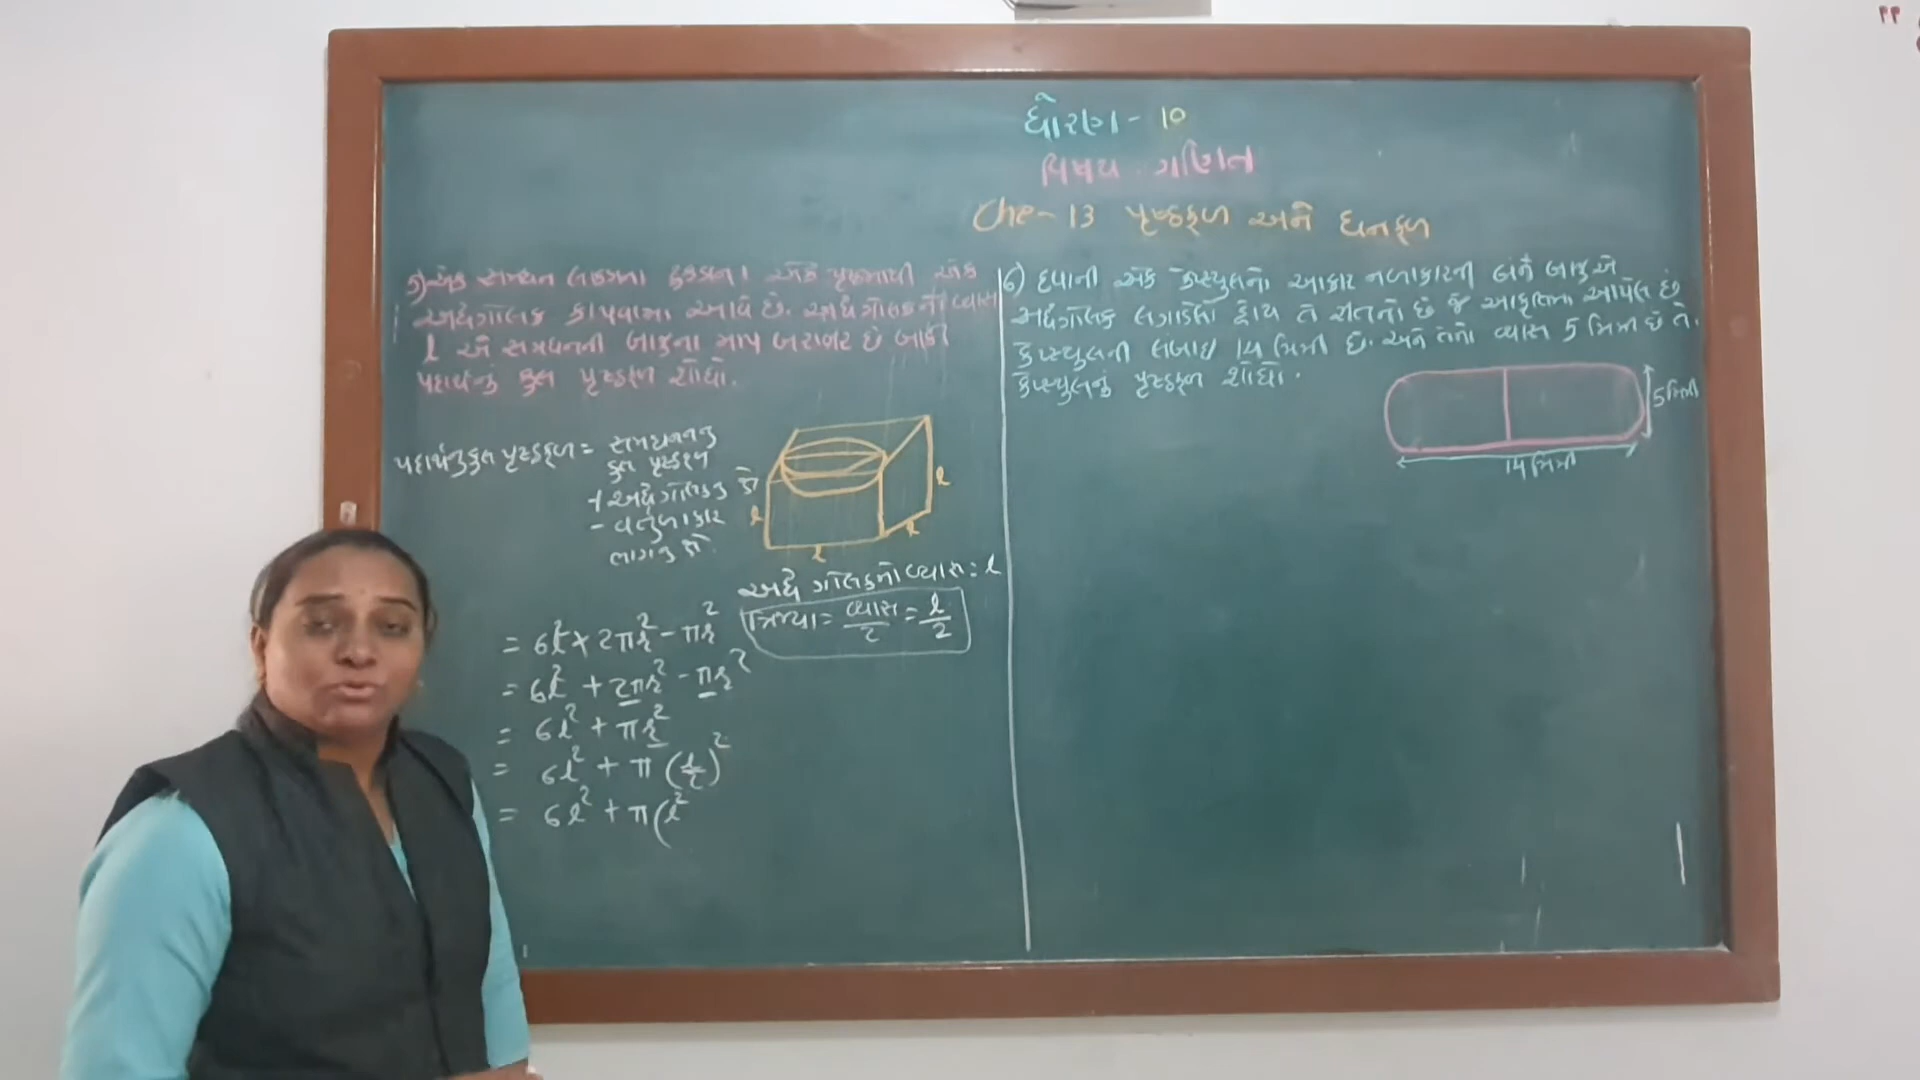 ધોરણ - 10
વિષય - ગણિત
Ch - 13 પૃષ્ઠફળ અને ઘનફળ
5) એક સમઘન લાકડાના ટુકડાના એક પૃષ્ઠમાંથી એક
અર્ધગોલક કાપવામાં આવે છે. અર્ધગોલકનો વ્યાસ
l એ સમઘનની બાજુના માપ બરાબર છે બાકી
પદાર્થનું કુલ પૃષ્ઠફળ શોધો.
પદાર્થનું કુલ પૃષ્ઠફળ = સમઘનનનુ
કુલ પૃષ્ઠફળ
+ અર્ધગોલકનુ ક્ષે
- વર્તુળાકાર
ભાગનુ ક્ષે.
l
l
l
l
અર્ધ ગોલકનો વ્યાસ = l
ત્રિજ્યા = વ્યાસ/2 = l/2
= 6l² + 2πr² - πr²
= 6l² + 2πr² - πr²
= 6l² + πr²
= 6l² + π(l/2)²
= 6l² + π(l²
6) દવાની એક કેપ્સ્યુલનો આકાર નળાકારની બંને બાજુએ
અર્ધગોલક લગાડેલા હોય તે રીતનો છે જે આકૃતિમાં આપેલ છે
કેપ્સ્યુલની લંબાઇ 14 મિમી છે. અને તેનો વ્યાસ 5 મિમી છે તે.
કેપ્સ્યુલનું પૃષ્ઠફળ શોધો.
5 મિમી
14 મિમી